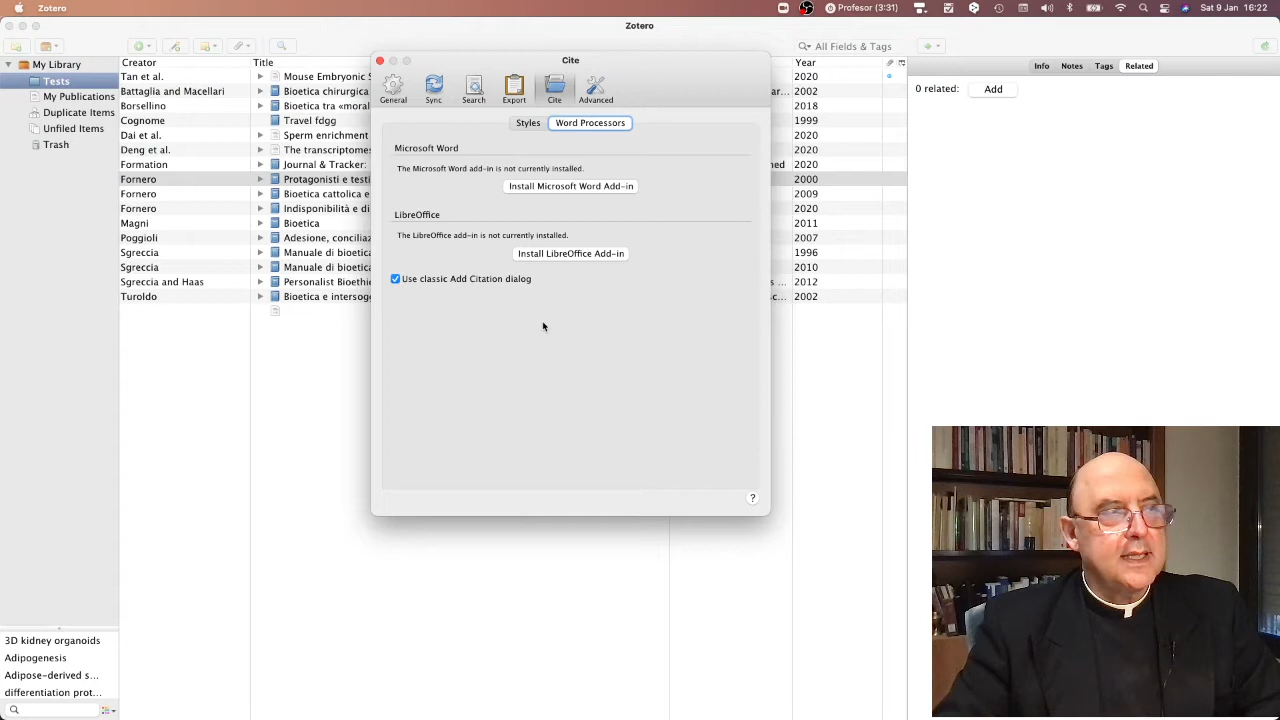 Zotero
Profesor (3:31)
Sat 9 Jan 16:22
Zotero
All Fields & Tags
My Library
Tests
My Publications
Duplicate Items
Unfiled Items
Trash
Creator Title Year
Tan et al. Mouse Embryonic S 2020
Battaglia and Macellari Bioetica chirurgica 2002
Borsellino Bioetica tra «moral 2018
Cognome Travel fdgg 1999
Dai et al. Sperm enrichment 2020
Deng et al. The transcriptome 2020
Formation Journal & Tracker: ed 2020
Fornero Protagonisti e testi 2000
Fornero Bioetica cattolica e 2009
Fornero Indisponibilità e d 2020
Magni Bioetica 2011
Poggioli Adesione, conciliaz 2007
Sgreccia Manuale di bioetica 1996
Sgreccia Manuale di bioetica 2010
Sgreccia and Haas Personalist Bioethi s ... 2012
Turoldo Bioetica e intersogg sc... 2002
Cite
General Sync Search Export Cite Advanced
Styles Word Processors
Microsoft Word
The Microsoft Word add-in is not currently installed.
Install Microsoft Word Add-in
LibreOffice
The LibreOffice add-in is not currently installed.
Install LibreOffice Add-in
Use classic Add Citation dialog
?
Info Notes Tags Related
0 related: Add
3D kidney organoids
Adipogenesis
Adipose-derived s...
differentiation prot...